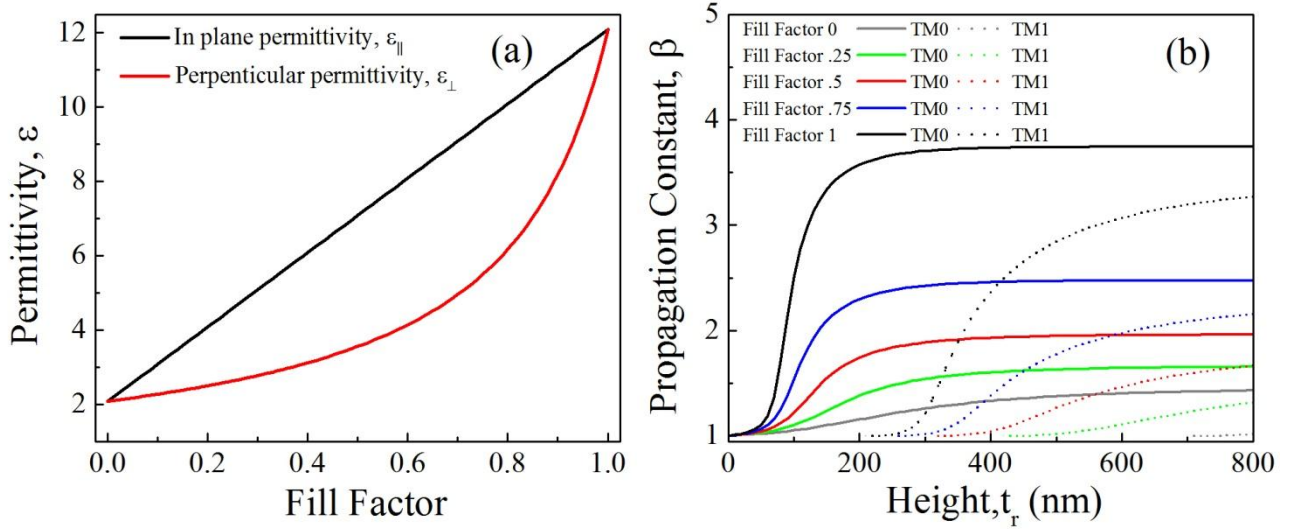 12
10
8
6
4
2
0.0 0.2 0.4 0.6 0.8 1.0
Permittivity, ε
Fill Factor
In plane permittivity, ε∥
Perpenticular permittivity, ε⊥
(a)
5
4
3
2
1
0 200 400 600 800
Propagation Constant, β
Height,tr (nm)
Fill Factor 0 TM0 TM1
Fill Factor .25 TM0 TM1
Fill Factor .5 TM0 TM1
Fill Factor .75 TM0 TM1
Fill Factor 1 TM0 TM1
(b)